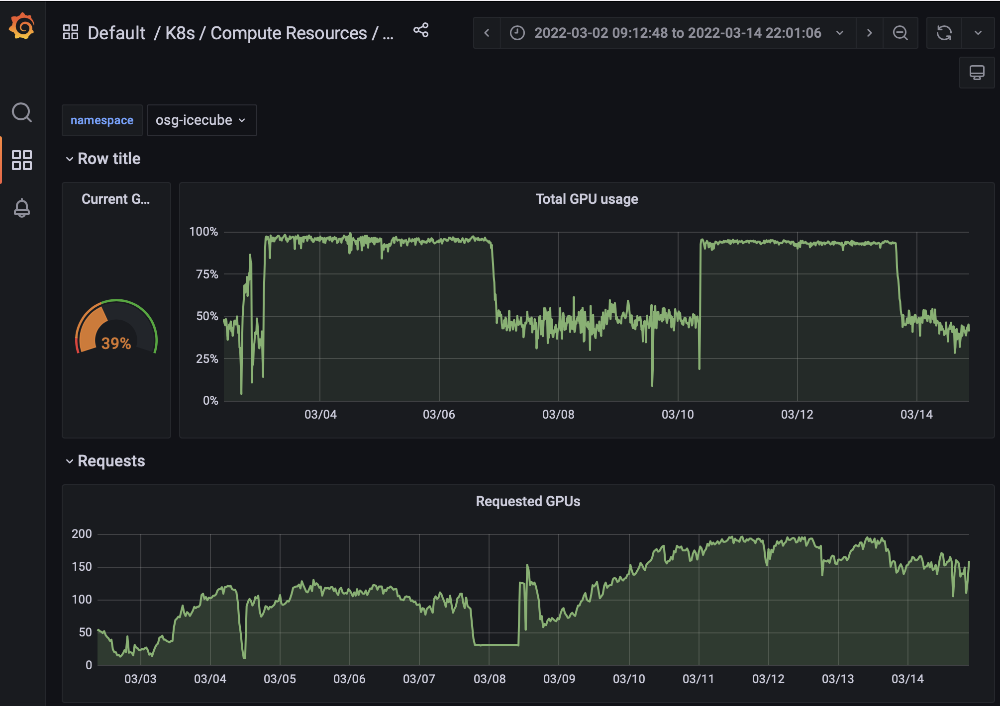 Default / K8s / Compute Resources / ...
2022-03-02 09:12:48 to 2022-03-14 22:01:06
namespace
osg-icecube
Row title
Current G...
39%
Total GPU usage
100%
75%
50%
25%
0%
03/04 03/06 03/08 03/10 03/12 03/14
Requests
Requested GPUs
200
150
100
50
0
03/03 03/04 03/05 03/06 03/07 03/08 03/09 03/10 03/11 03/12 03/13 03/14